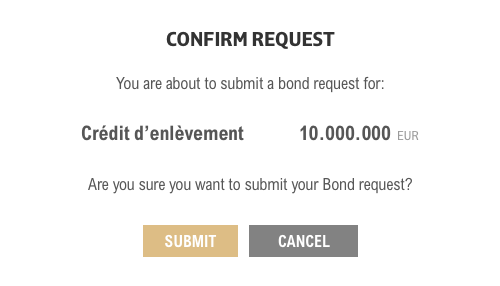 CONFIRM REQUEST
You are about to submit a bond request for:
Crédit d’enlèvement 10.000.000 EUR
Are you sure you want to submit your Bond request?
SUBMIT CANCEL